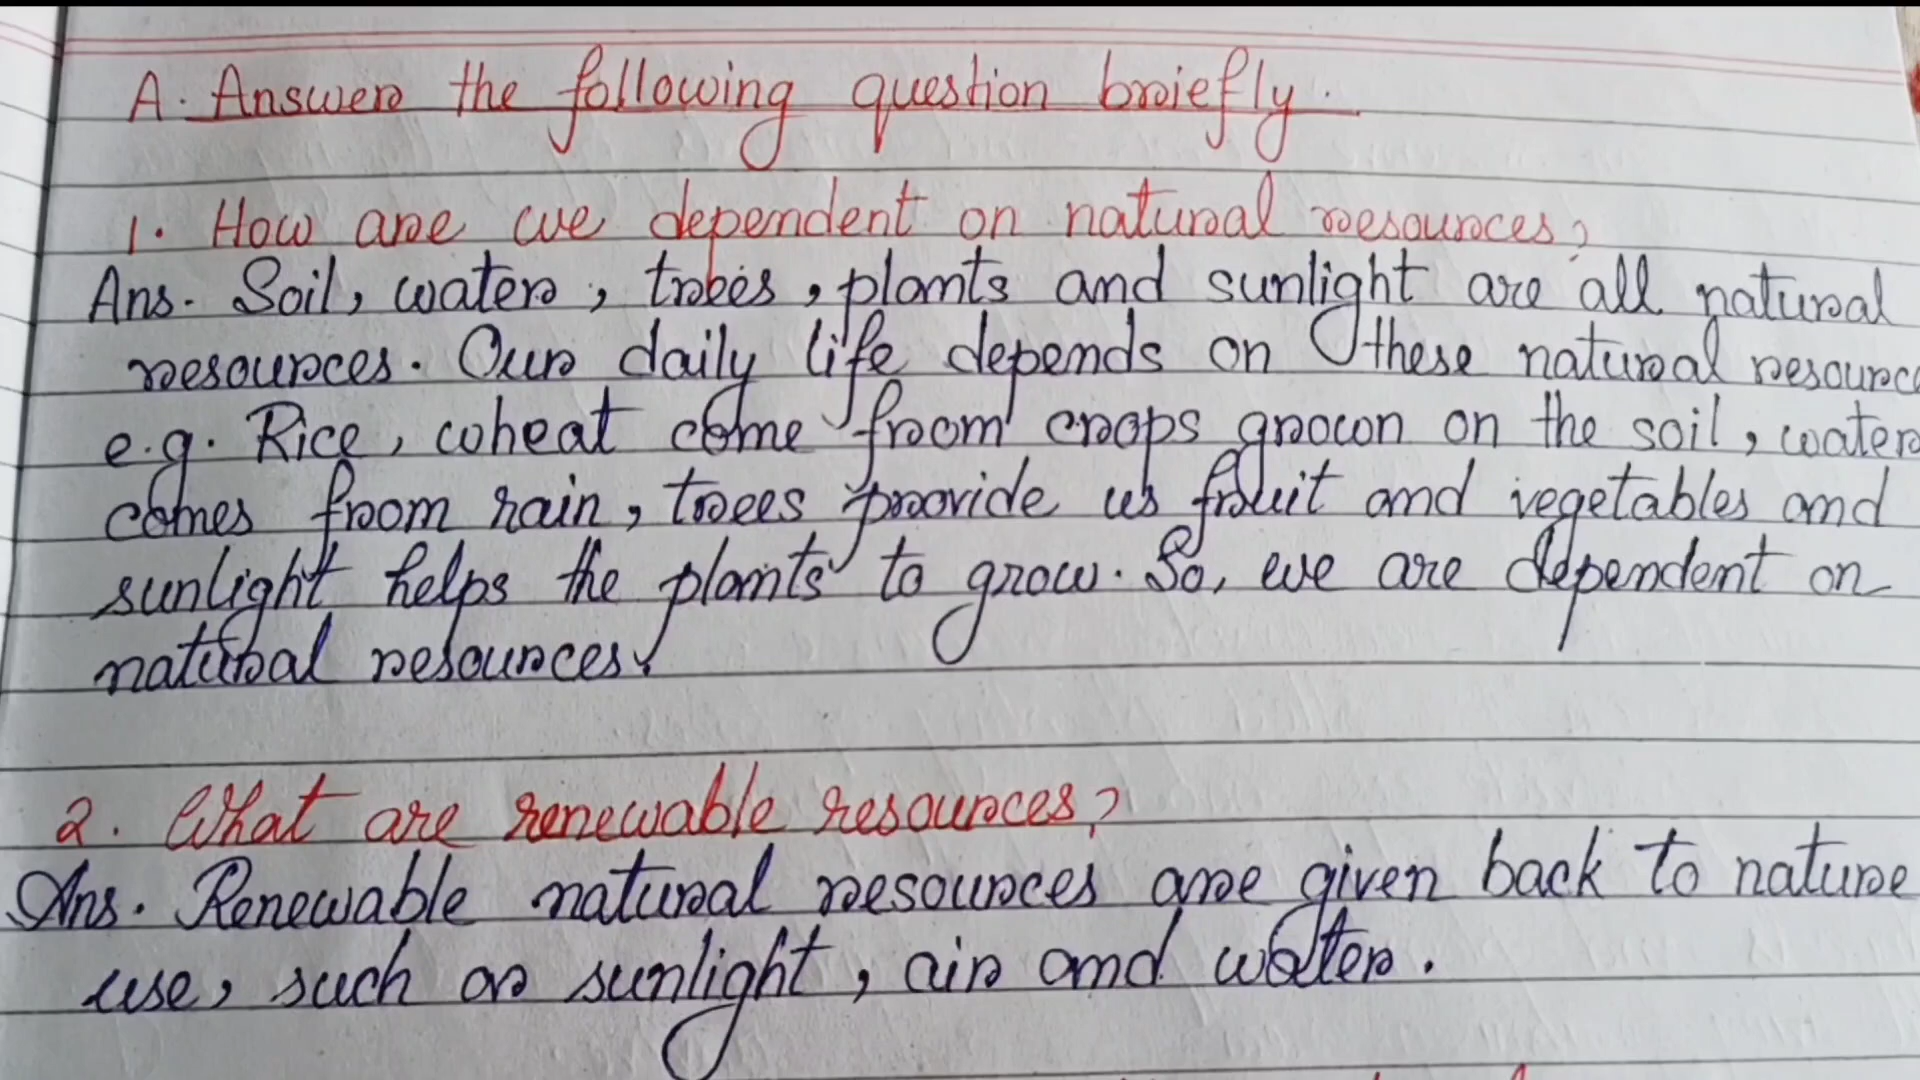 A. Answer the following question briefly.
1. How are we dependent on natural resources?
Ans. Soil, water, trees, plants and sunlight are all natural
resources. Our daily life depends on these natural resourc
e.g. Rice, wheat come from crops grown on the soil, water
comes from rain, trees provide us fruit and vegetables and
sunlight helps the plants to grow. So, we are dependent on
natural resources.
2. What are renewable resources?
Ans. Renewable natural resources are given back to nature
use, such as sunlight, air and water.